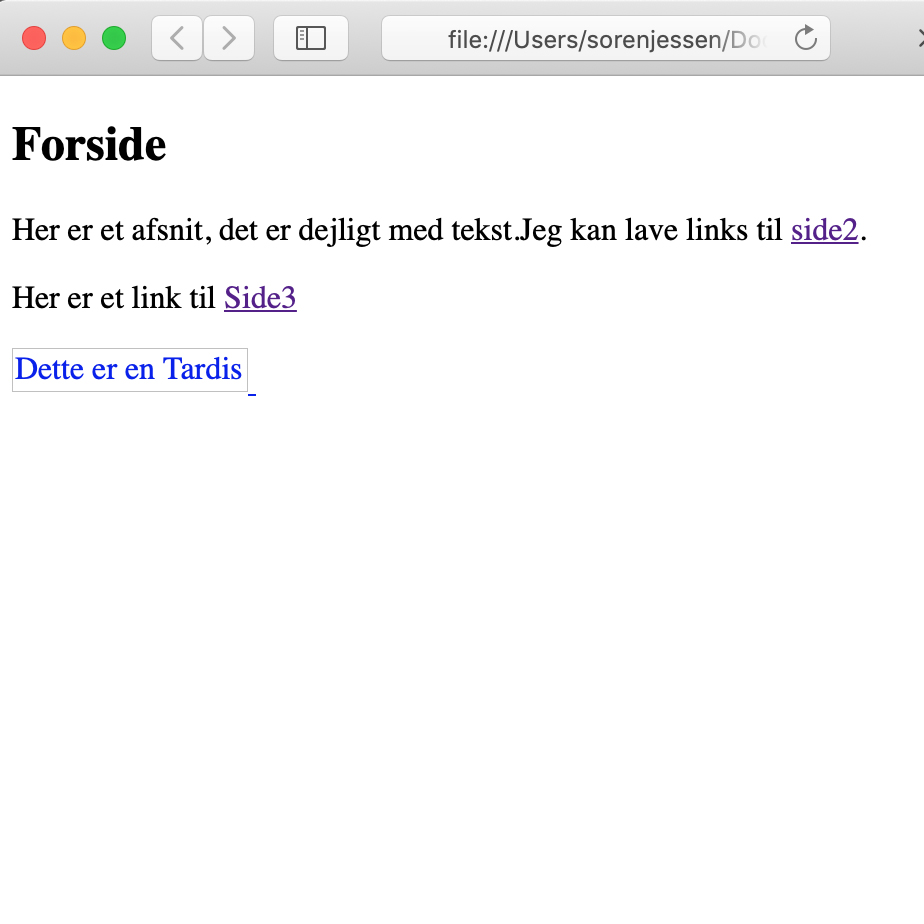 file:///Users/sorenjessen/Do
Forside
Her er et afsnit, det er dejligt med tekst.Jeg kan lave links til side2.
Her er et link til Side3
Dette er en Tardis